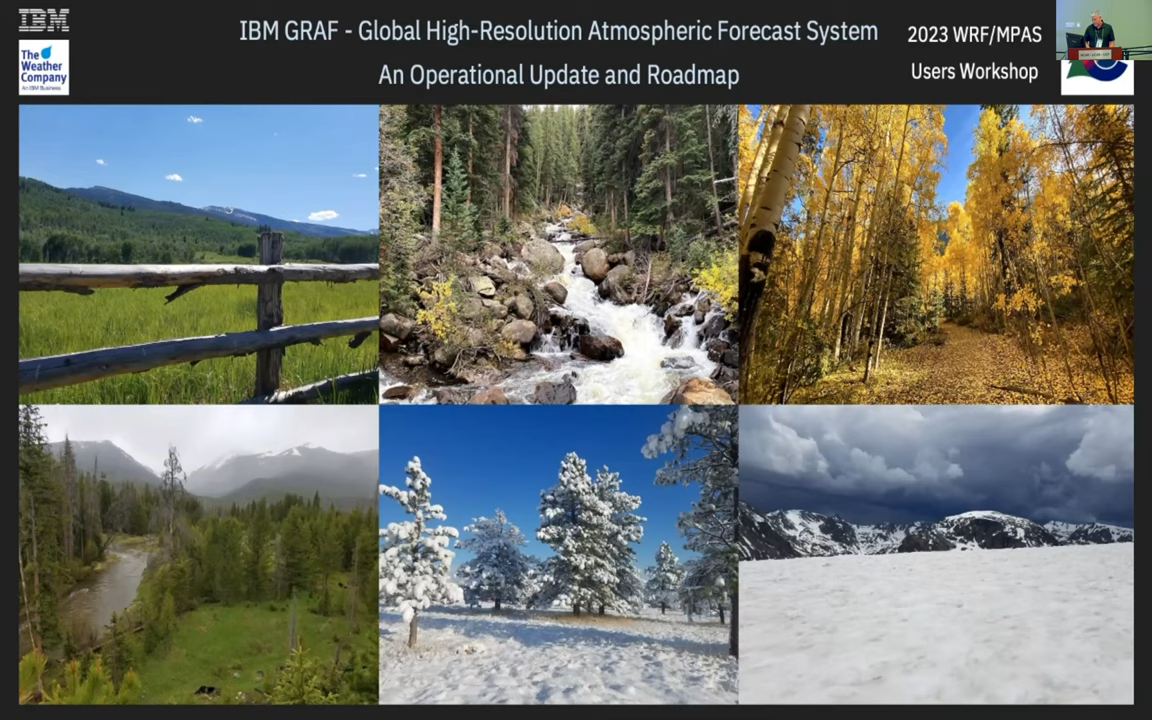 IBM
The
Weather
Company
An IBM Business
IBM GRAF - Global High-Resolution Atmospheric Forecast System
An Operational Update and Roadmap
2023 WRF/MPAS
Users Workshop